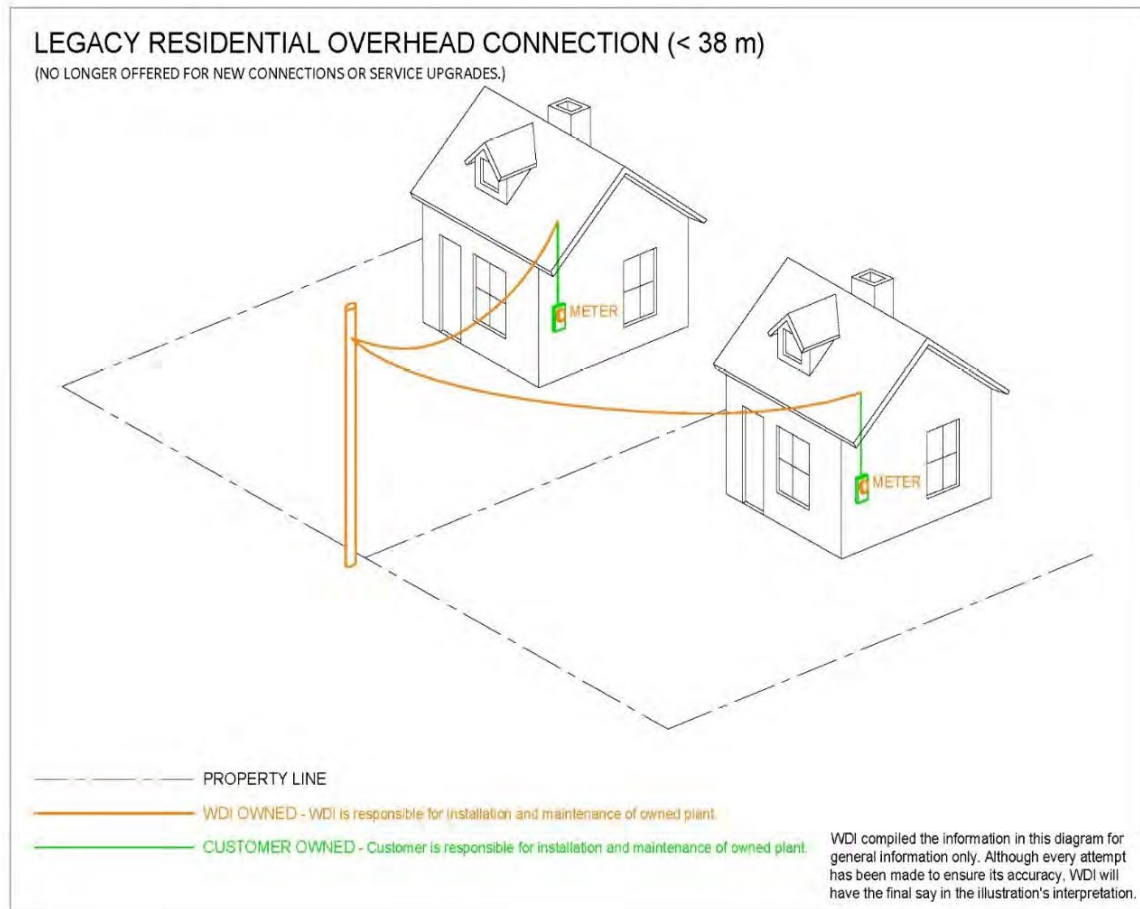 LEGACY RESIDENTIAL OVERHEAD CONNECTION (< 38 m)
(NO LONGER OFFERED FOR NEW CONNECTIONS OR SERVICE UPGRADES.)
METER
METER
PROPERTY LINE
WDI OWNED - WDI is responsible for installation and maintenance of owned plant.
CUSTOMER OWNED - Customer is responsible for installation and maintenance of owned plant.
WDI compiled the information in this diagram for
general information only. Although every attempt
has been made to ensure its accuracy, WDI will
have the final say in the illustration's interpretation.